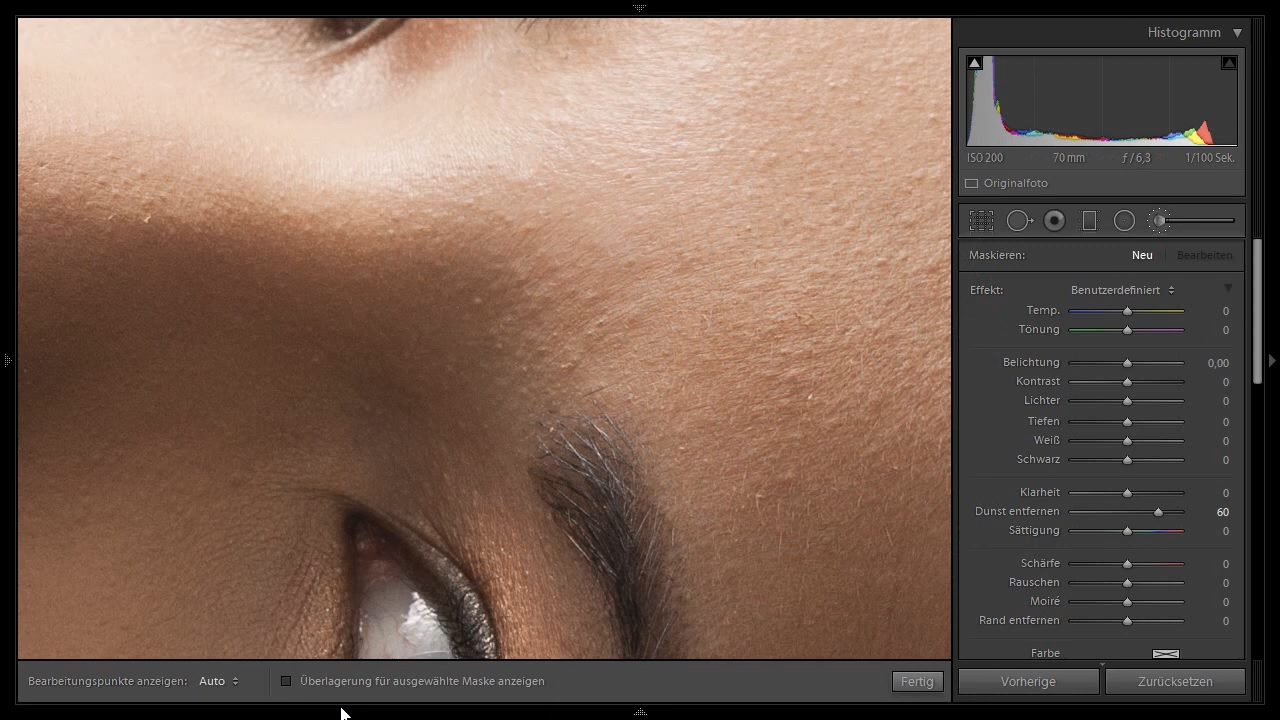 Histogramm
ISO 200 70 mm ƒ / 6,3 1/100 Sek.
Originalfoto
Maskieren: Neu Bearbeiten
Effekt: Benutzerdefiniert
Temp. 0
Tönung 0
Belichtung 0,00
Kontrast 0
Lichter 0
Tiefen 0
Weiß 0
Schwarz 0
Klarheit 0
Dunst entfernen 60
Sättigung 0
Schärfe 0
Rauschen 0
Moiré 0
Rand entfernen 0
Farbe
Bearbeitungspunkte anzeigen: Auto Überlagerung für ausgewählte Maske anzeigen Fertig Vorherige Zurücksetzen